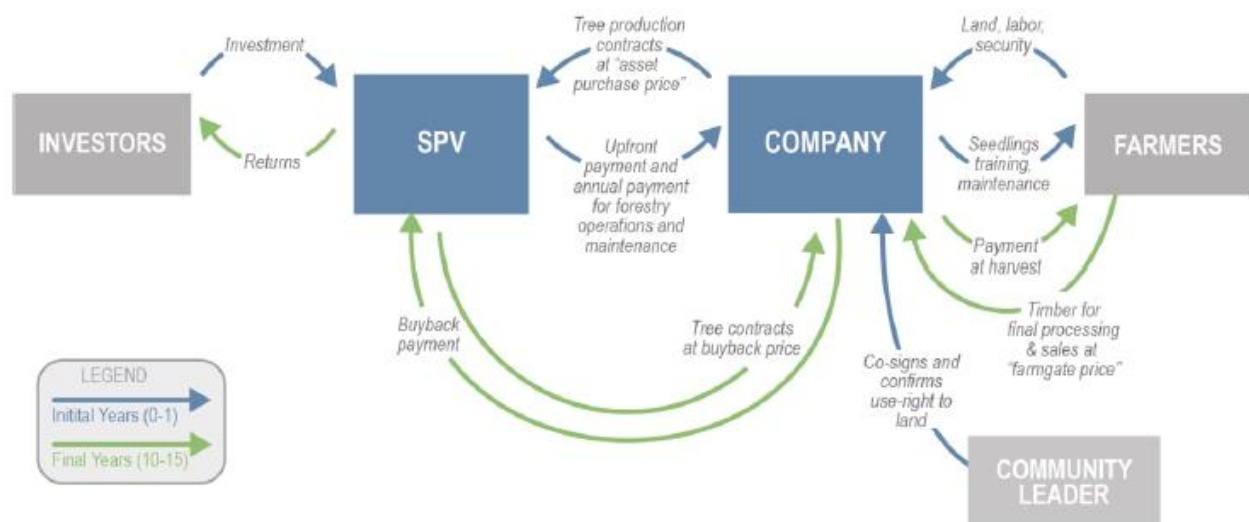 Investment
INVESTORS
Returns
SPV
Tree production
contracts
at “asset
purchase price”
Upfront
payment and
annual payment
for forestry
operations and
maintenance
COMPANY
Land, labor,
security
Seedlings
training,
maintenance
FARMERS
Payment
at harvest
Timber for
final processing
& sales at
“farmgate price”
Buyback
payment
Tree contracts
at buyback price
Co-signs and
confirms
use-right to
land
COMMUNITY
LEADER
LEGEND
Initital Years (0-1)
Final Years (10-15)